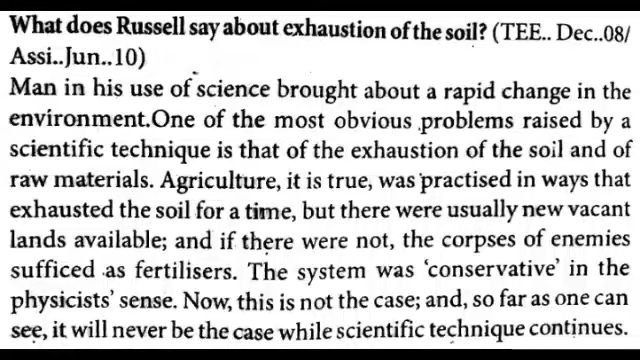 What does Russell say about exhaustion of the soil? (TEE.. Dec..08/
Assi..Jun..10)
Man in his use of science brought about a rapid change in the
environment.One of the most obvious problems raised by a
scientific technique is that of the exhaustion of the soil and of
raw materials. Agriculture, it is true, was practised in ways that
exhausted the soil for a time, but there were usually new vacant
lands available; and if there were not, the corpses of enemies
sufficed as fertilisers. The system was ‘conservative’ in the
physicists’ sense. Now, this is not the case; and, so far as one can
see, it will never be the case while scientific technique continues.